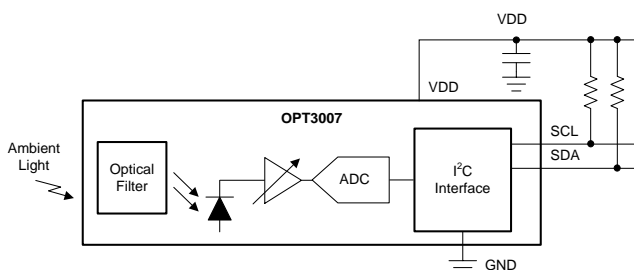 VDD
VDD
OPT3007
Ambient
Light
Optical
Filter
ADC
I²C
Interface
SCL
SDA
GND